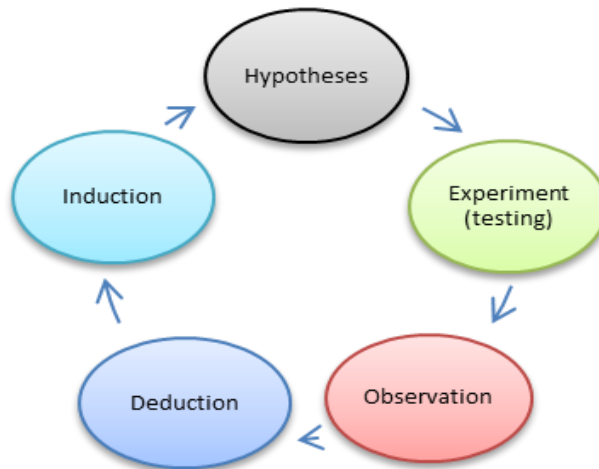 Hypotheses
Experiment
(testing)
Observation
Deduction
Induction